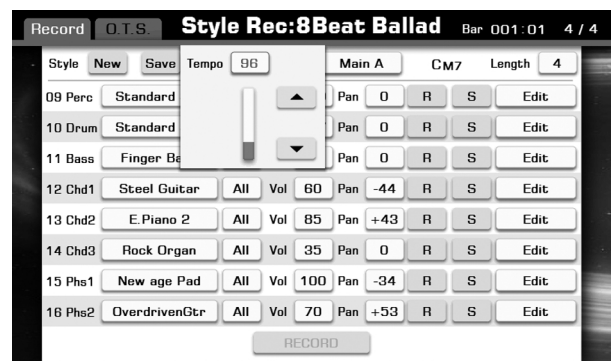 Record O.T.S. Style Rec:8Beat Ballad Bar 001:01 4/4
Style New Save Tempo 96 Main A CM7 Length 4
09 Perc Standard Pan 0 R S Edit
10 Drum Standard Pan 0 R S Edit
11 Bass Finger Pan 0 R S Edit
12 Chd1 Steel Guitar All Vol 60 Pan -44 R S Edit
13 Chd2 E.Piano 2 All Vol 85 Pan +43 R S Edit
14 Chd3 Rock Organ All Vol 35 Pan 0 R S Edit
15 Phs1 New age Pad All Vol 100 Pan -34 R S Edit
16 Phs2 OverdrivenGtr All Vol 70 Pan +53 R S Edit
RECORD